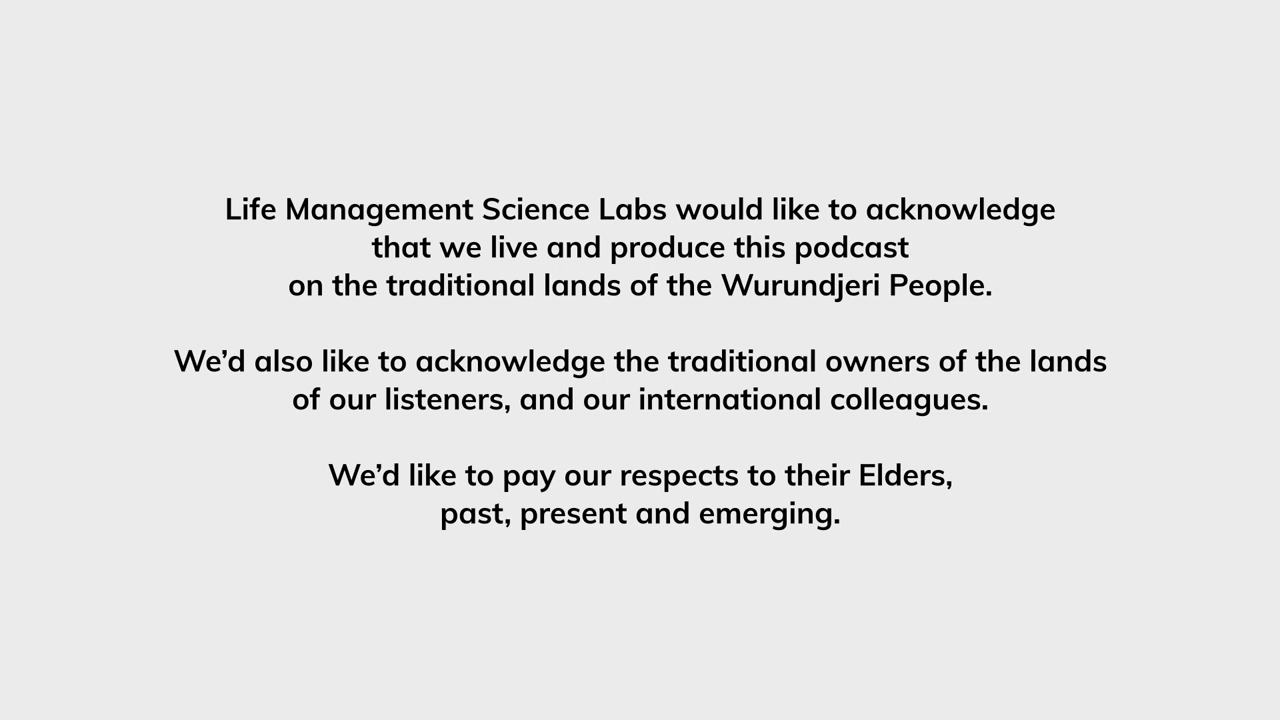 Life Management Science Labs would like to acknowledge
that we live and produce this podcast
on the traditional lands of the Wurundjeri People.
We’d also like to acknowledge the traditional owners of the lands
of our listeners, and our international colleagues.
We’d like to pay our respects to their Elders,
past, present and emerging.